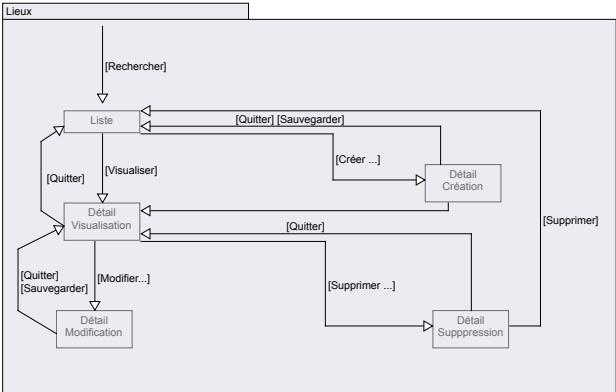 Lieux
[Rechercher]
Liste
[Quitter] [Sauvegarder]
[Créer ...]
[Visualiser]
[Quitter]
Détail
Création
Détail
Visualisation
[Quitter]
[Supprimer]
[Quitter]
[Sauvegarder]
[Modifier...]
[Supprimer ...]
Détail
Modification
Détail
Supppression